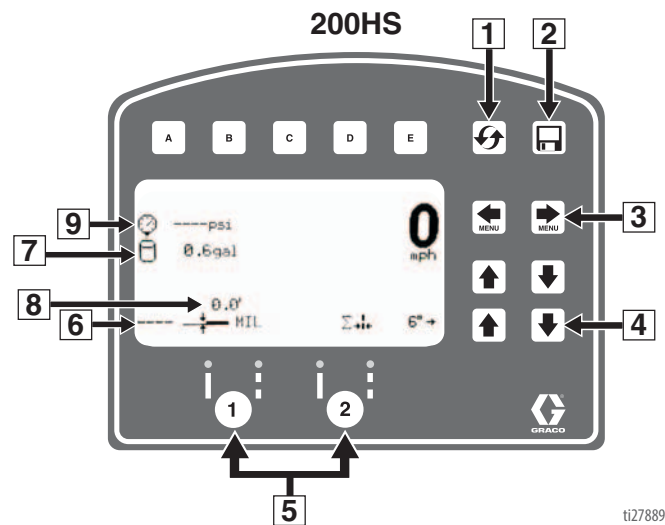 200HS
1
2
A B C D E
9
----psi
0
3
MENU MENU
7
0.6gal
mph
8
0.0'
6
---- MIL
Σ
6"→
4
1 2
GRACO
5
ti27889